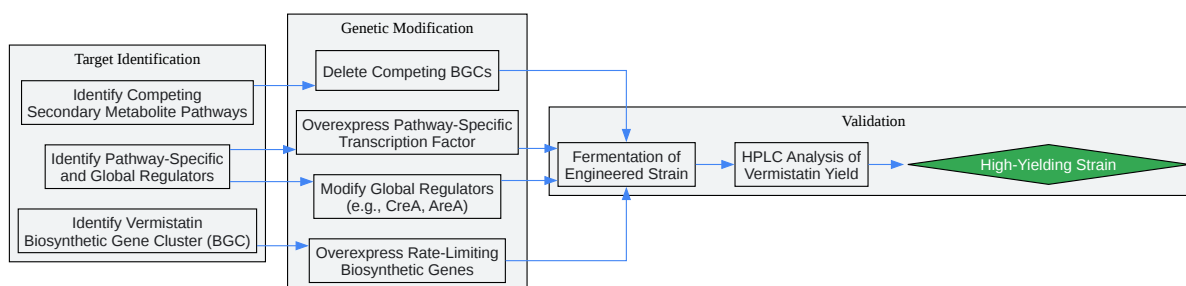 Target Identification
Identify Competing
Secondary Metabolite Pathways
Identify Pathway-Specific
and Global Regulators
Identify Vermistatin
Biosynthetic Gene Cluster (BGC)
Genetic Modification
Delete Competing BGCs
Overexpress Pathway-Specific
Transcription Factor
Modify Global Regulators
(e.g., CreA, AreA)
Overexpress Rate-Limiting
Biosynthetic Genes
Validation
Fermentation of
Engineered Strain
HPLC Analysis of
Vermistatin Yield
High-Yielding Strain